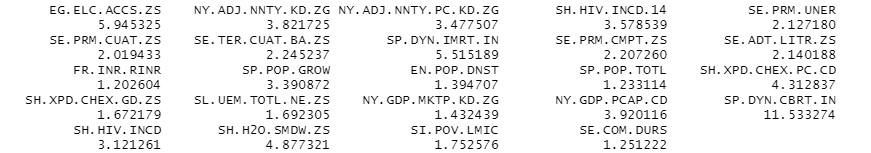 EG.ELC.ACCS.ZS NY.ADJ.NNTY.KD.ZG NY.ADJ.NNTY.PC.KD.ZG SH.HIV.INCD.14 SE.PRM.UNER
5.945325 3.821725 3.477507 3.578539 2.127180
SE.PRM.CUAT.ZS SE.TER.CUAT.BA.ZS SP.DYN.IMRT.IN SE.PRM.CMPT.ZS SE.ADT.LITR.ZS
2.019433 2.245237 5.515189 2.207260 2.140188
FR.INR.RINR SP.POP.GROW EN.POP.DNST SP.POP.TOTL SH.XPD.CHEX.PC.CD
1.202604 3.390872 1.394707 1.233114 4.312837
SH.XPD.CHEX.GD.ZS SL.UEM.TOTL.NE.ZS NY.GDP.MKTP.KD.ZG NY.GDP.PCAP.CD SP.DYN.CBRT.IN
1.672179 1.692305 1.432439 3.920116 11.533274
SH.HIV.INCD SH.H2O.SMDW.ZS SI.POV.LMIC SE.COM.DURS
3.121261 4.877321 1.752576 1.251222